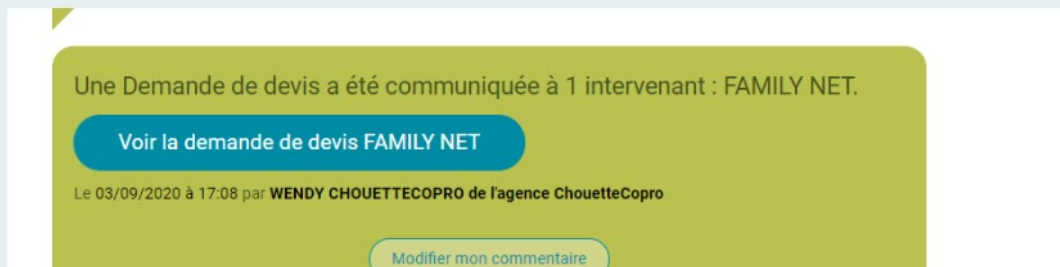 Une Demande de devis a été communiquée à 1 intervenant : FAMILY NET.
Voir la demande de devis FAMILY NET
Le 03/09/2020 à 17:08 par WENDY CHOUETTECOPRO de l'agence ChouetteCopro
Modifier mon commentaire